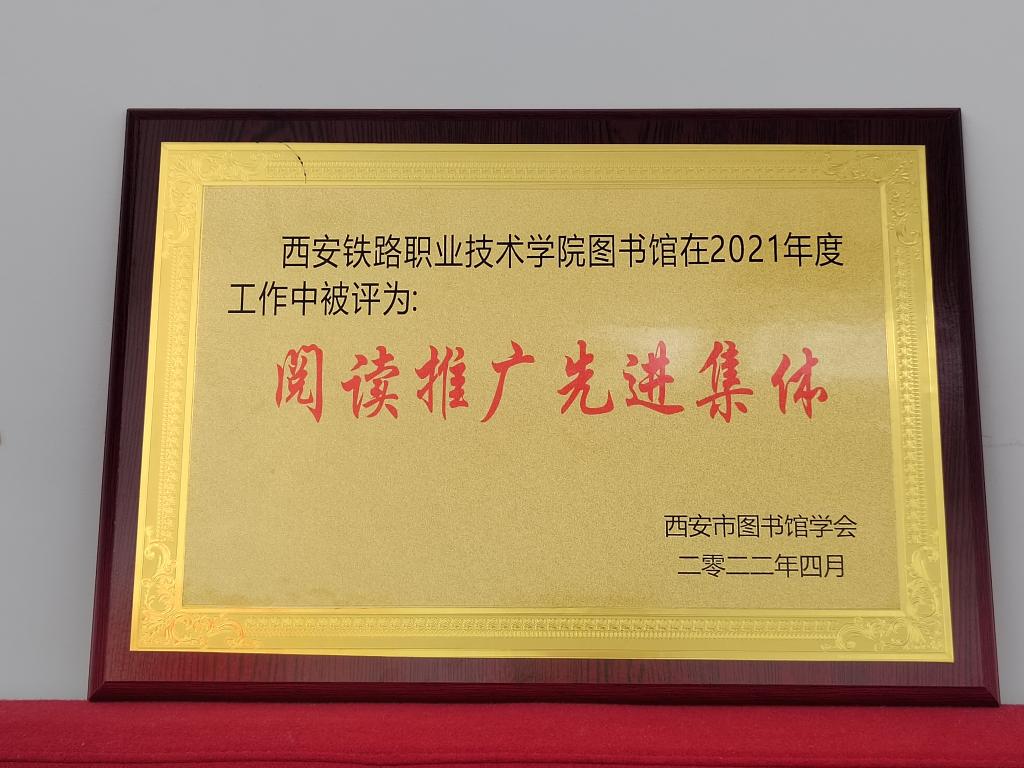 西安铁路职业技术学院图书馆在2021年度
工作中被评为:
阅读推广先进集体
西安市图书馆学会
二零二二年四月